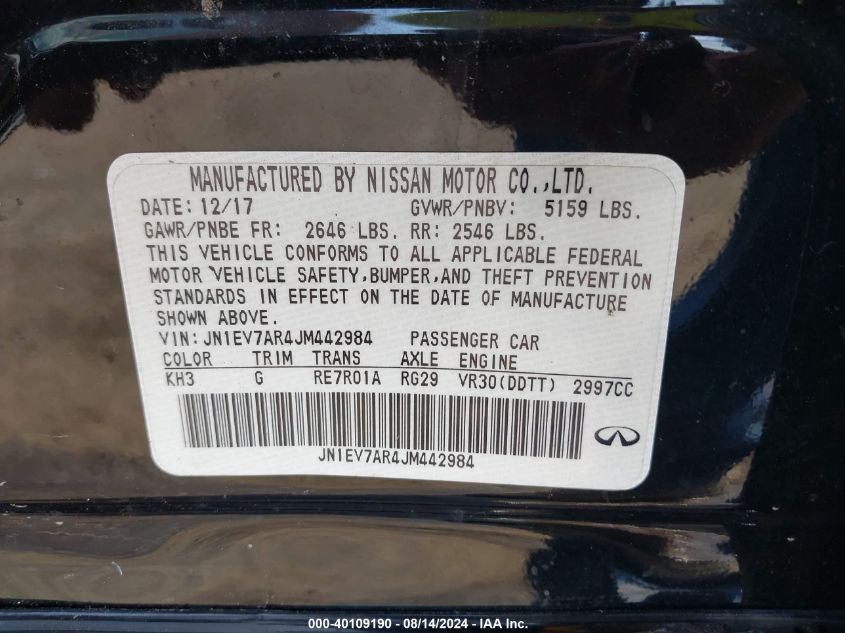 MANUFACTURED BY NISSAN MOTOR CO.,LTD.
DATE: 12/17 GVWR/PNBV: 5159 LBS.
GAWR/PNBE FR: 2646 LBS. RR: 2546 LBS.
THIS VEHICLE CONFORMS TO ALL APPLICABLE FEDERAL
MOTOR VEHICLE SAFETY,BUMPER,AND THEFT PREVENTION
STANDARDS IN EFFECT ON THE DATE OF MANUFACTURE
SHOWN ABOVE.
VIN: JN1EV7AR4JM442984 PASSENGER CAR
COLOR TRIM TRANS AXLE ENGINE
KH3 G RE7R01A RG29 VR30(DDTT) 2997CC
JN1EV7AR4JM442984
000-40109190 - 08/14/2024 - IAA Inc.